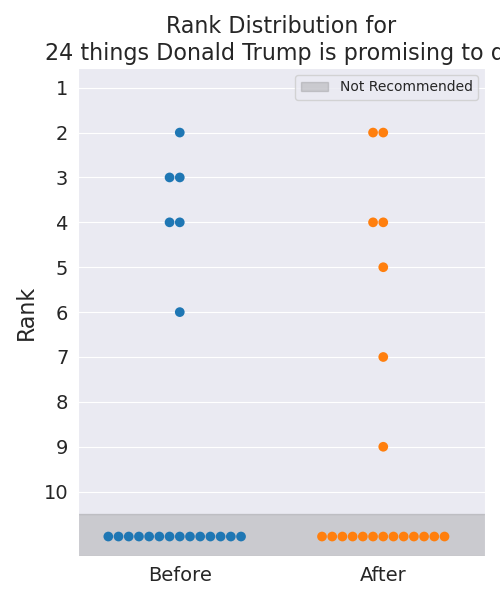 Rank Distribution for
24 things Donald Trump is promising to
Not Recommended
1
2
3
4
5
6
7
8
9
10
Rank
Before
After